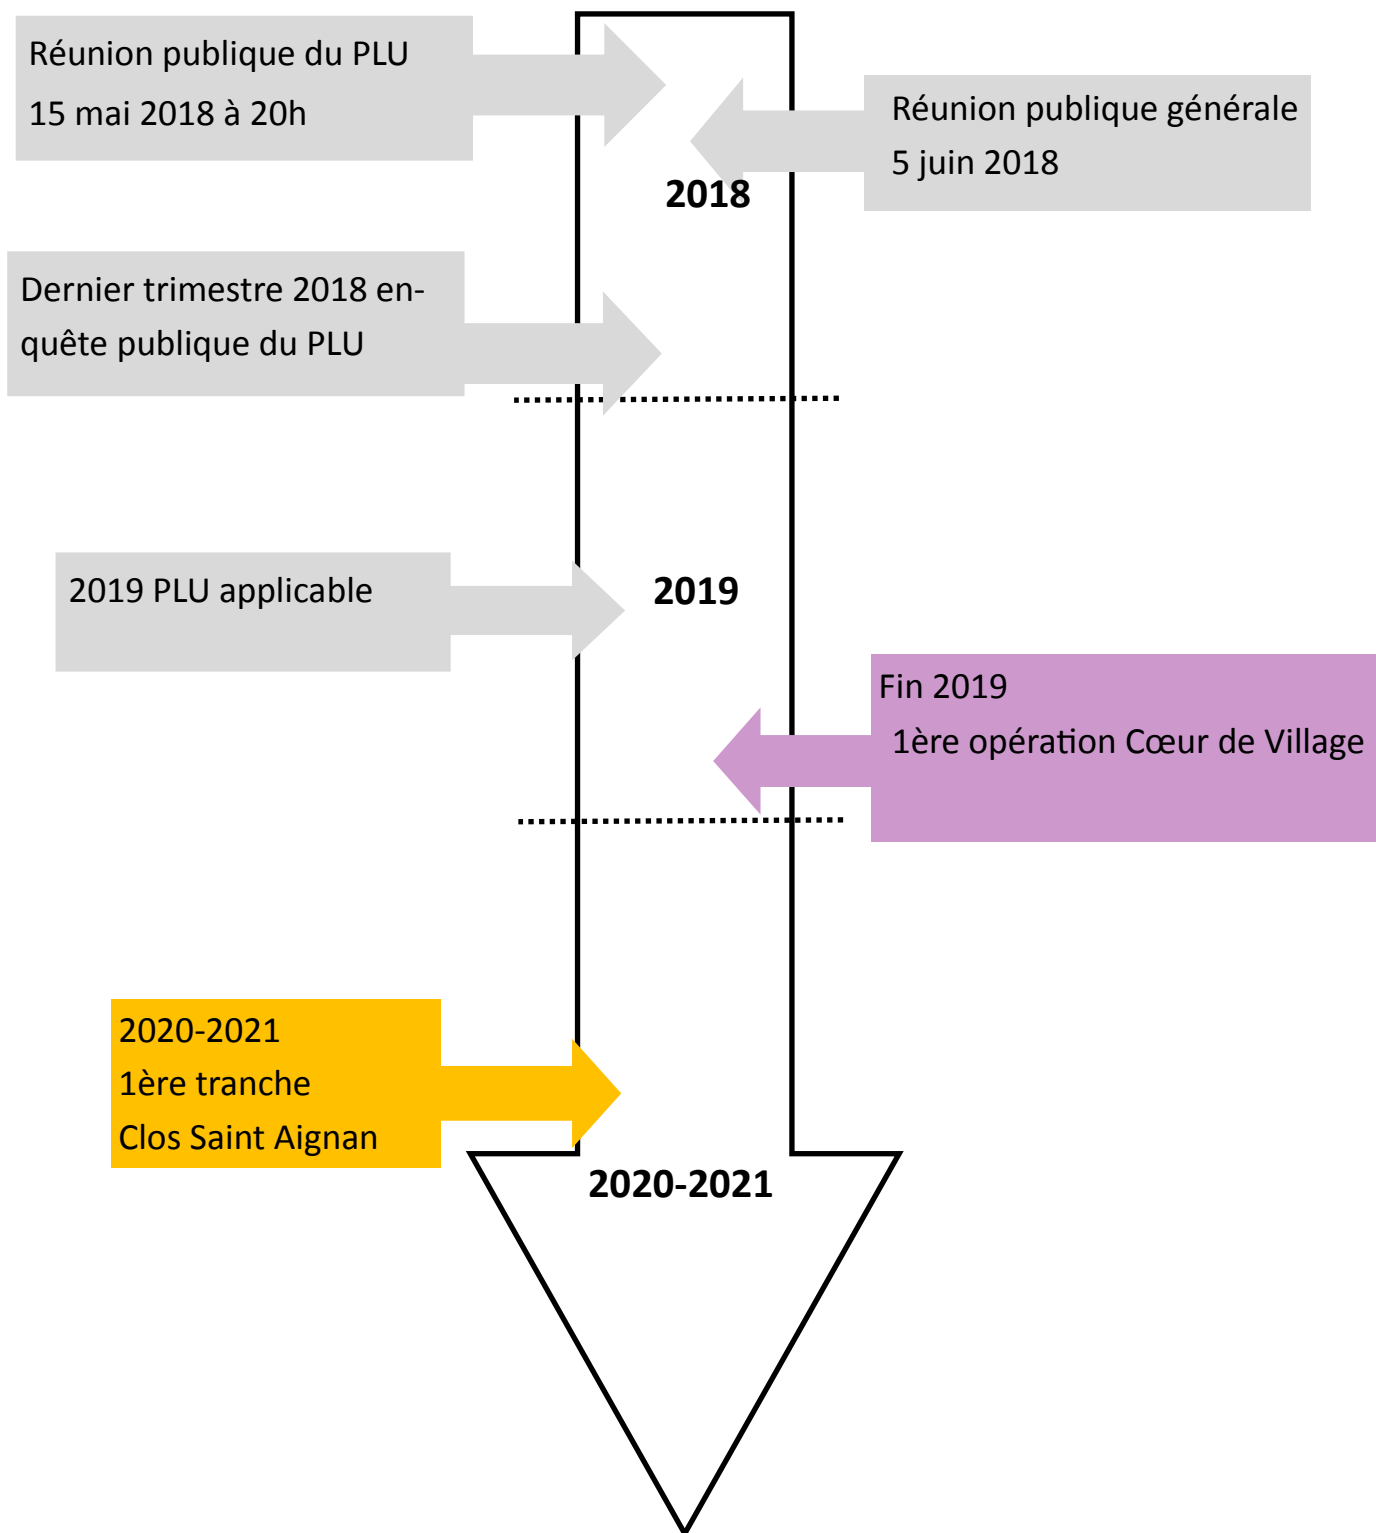 Réunion publique du PLU
15 mai 2018 à 20h
Réunion publique générale
5 juin 2018
2018
Dernier trimestre 2018 en-
quête publique du PLU
2019 PLU applicable
2019
Fin 2019
1ère opération Cœur de Village
2020-2021
1ère tranche
Clos Saint Aignan
2020-2021